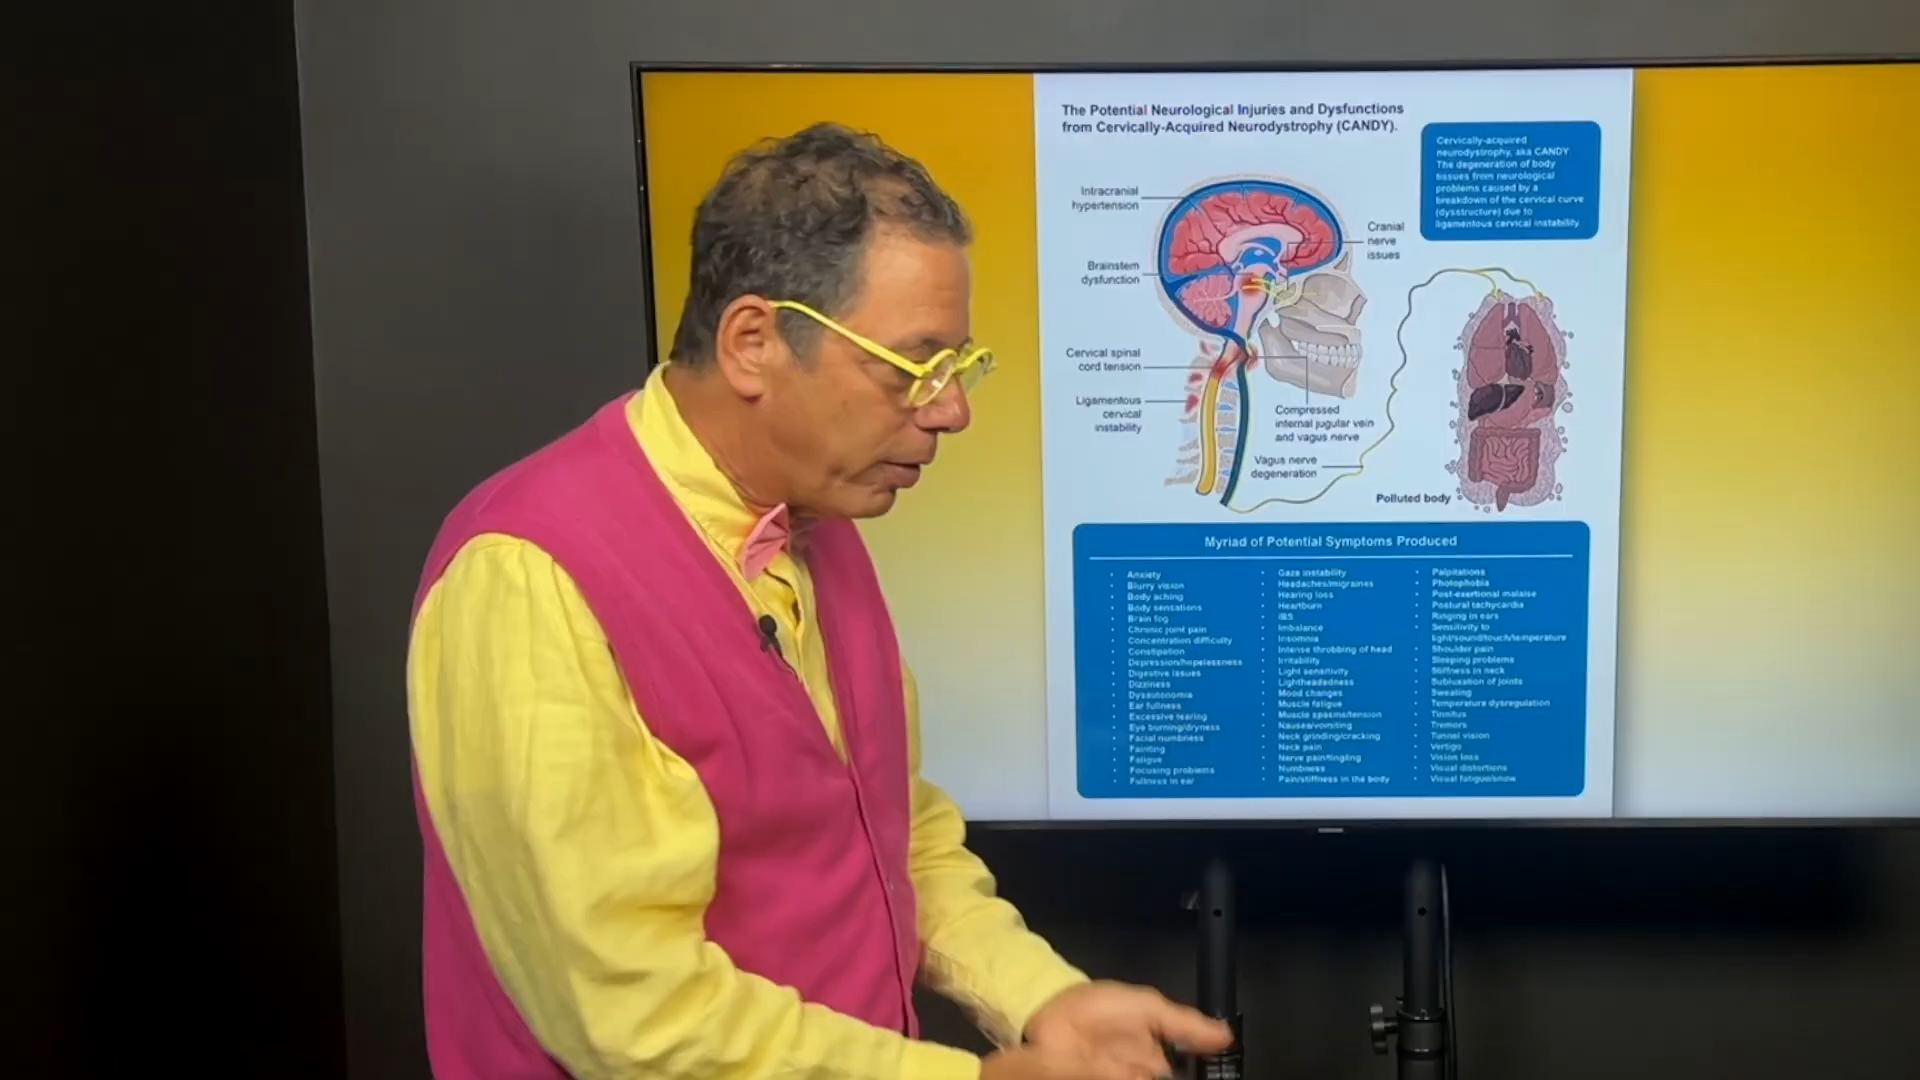 The Potential Neurological Injuries and Dysfunctions
from Cervically-Acquired Neurodystrophy (CANDY).
Cervically-acquired
neurodystrophy, aka CANDY
The degeneration of body
tissues from neurological
problems caused by a
breakdown of the cervical curve
(dysstructure) due to
ligamentous cervical instability
Intracranial
hypertension
Cranial
nerve
issues
Brainstem
dysfunction
Cervical spinal
cord tension
Ligamentous
cervical
instability
Compressed
internal jugular vein
and vagus nerve
Vagus nerve
degeneration
Polluted body
Myriad of Potential Symptoms Produced
• Anxiety
• Blurry vision
• Body aching
• Body sensations
• Brain fog
• Chronic joint pain
• Concentration difficulty
• Constipation
• Depression/hopelessness
• Digestive issues
• Dizziness
• Dysautonomia
• Ear fullness
• Excessive tearing
• Eye burning/dryness
• Facial numbness
• Fainting
• Fatigue
• Focusing problems
• Fullness in ear
• Gaze instability
• Headaches/migraines
• Hearing loss
• Heartburn
• IBS
• Imbalance
• Insomnia
• Intense throbbing of head
• Irritability
• Light sensitivity
• Lightheadedness
• Mood changes
• Muscle fatigue
• Muscle spasms/tension
• Nausea/vomiting
• Neck grinding/cracking
• Neck pain
• Nerve pain/tingling
• Numbness
• Pain/stiffness in the body
• Palpitations
• Photophobia
• Post-exertional malaise
• Postural tachycardia
• Ringing in ears
• Sensitivity to
light/sound/touch/temperature
• Shoulder pain
• Sleeping problems
• Stiffness in neck
• Subluxation of joints
• Sweating
• Temperature dysregulation
• Tinnitus
• Tremors
• Tunnel vision
• Vertigo
• Vision loss
• Visual distortions
• Visual fatigue/snow